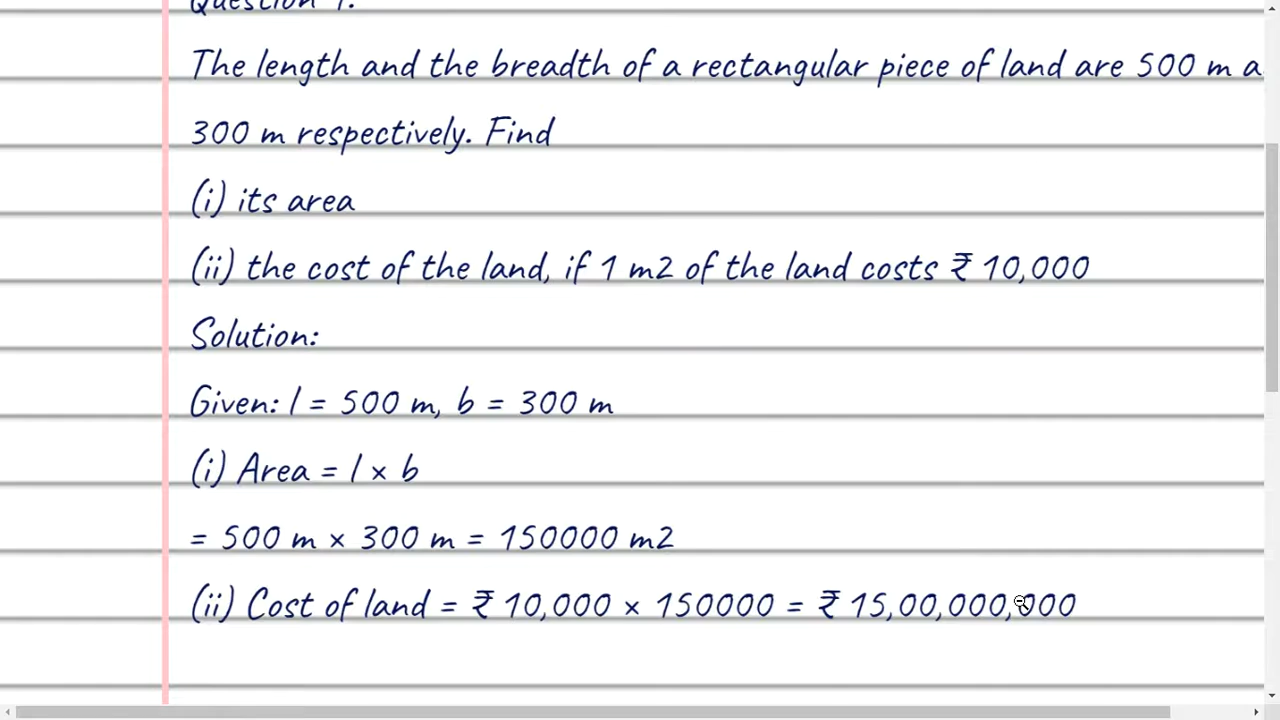 Question 1.
The length and the breadth of a rectangular piece of land are 500 m a
300 m respectively. Find
(i) its area
(ii) the cost of the land, if 1 m2 of the land costs ₹ 10,000
Solution:
Given: l = 500 m, b = 300 m
(i) Area = l × b
= 500 m × 300 m = 150000 m2
(ii) Cost of land = ₹ 10,000 × 150000 = ₹ 15,00,000,000